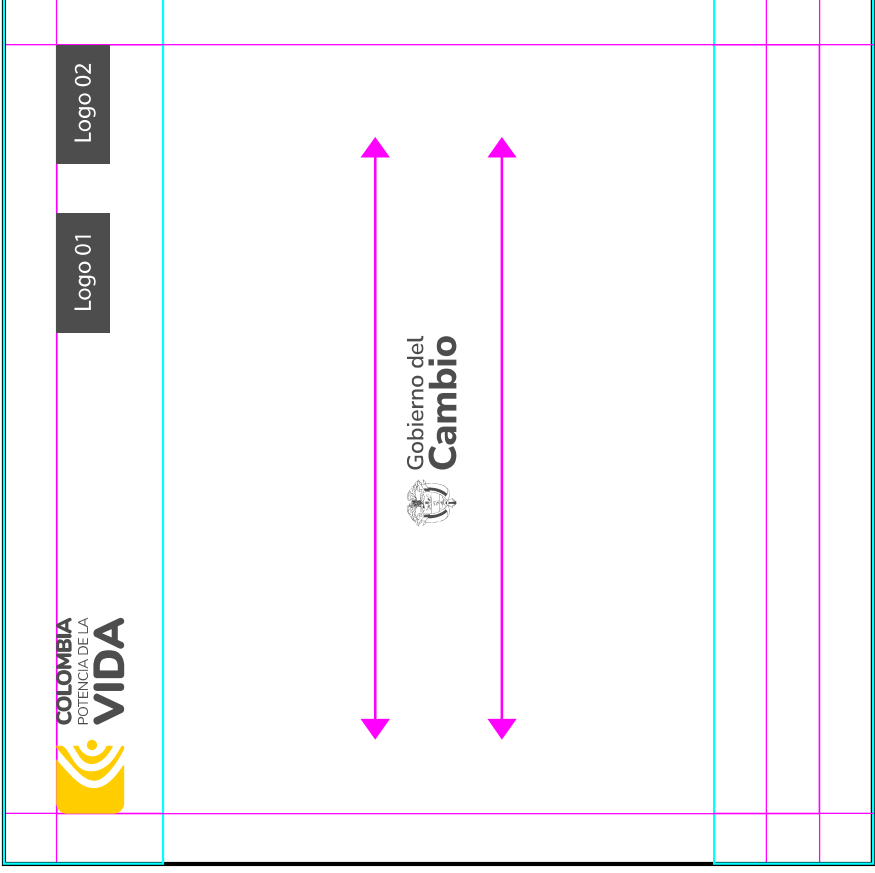 COLOMBIA
POTENCIA DE LA
VIDA
Logo 01
Logo 02
Gobierno del
Cambio